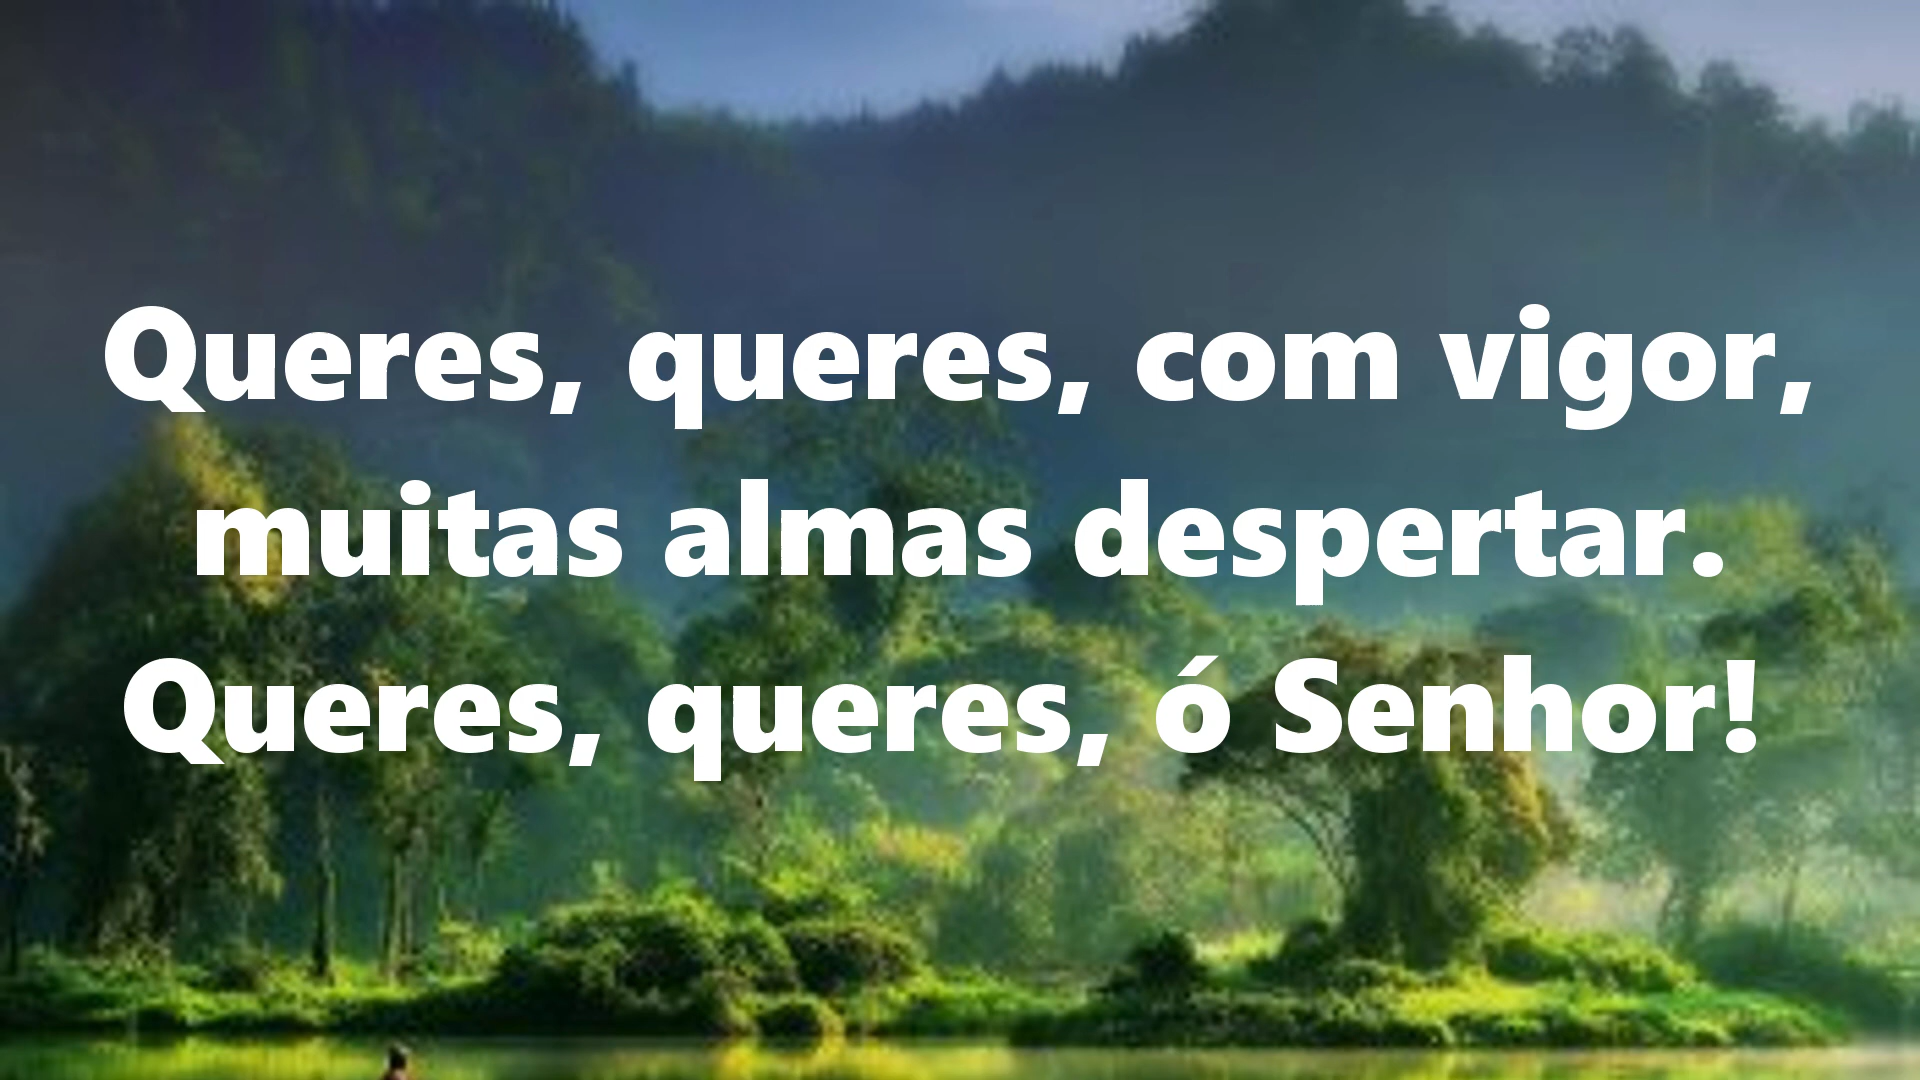 Queres, queres, com vigor,
muitas almas despertar.
Queres, queres, ó Senhor!